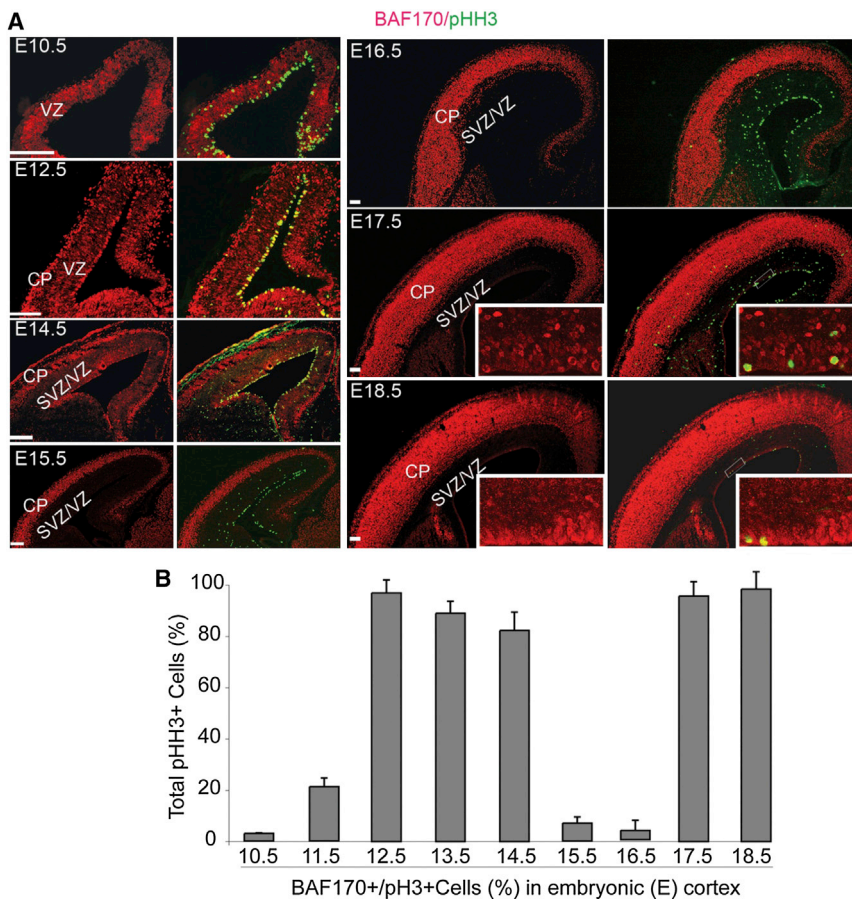 A
BAF170/pHH3
E10.5
VZ
E12.5
CP
VZ
E14.5
CP
SVZ/VZ
E15.5
CP
SVZ/VZ
E16.5
CP
SVZ/VZ
E17.5
CP
SVZ/VZ
E18.5
CP
SVZ/VZ
B
Total pHH3+ Cells (%)
100
80
60
40
20
0
10.5 11.5 12.5 13.5 14.5 15.5 16.5 17.5 18.5
BAF170+/pH3+Cells (%) in embryonic (E) cortex